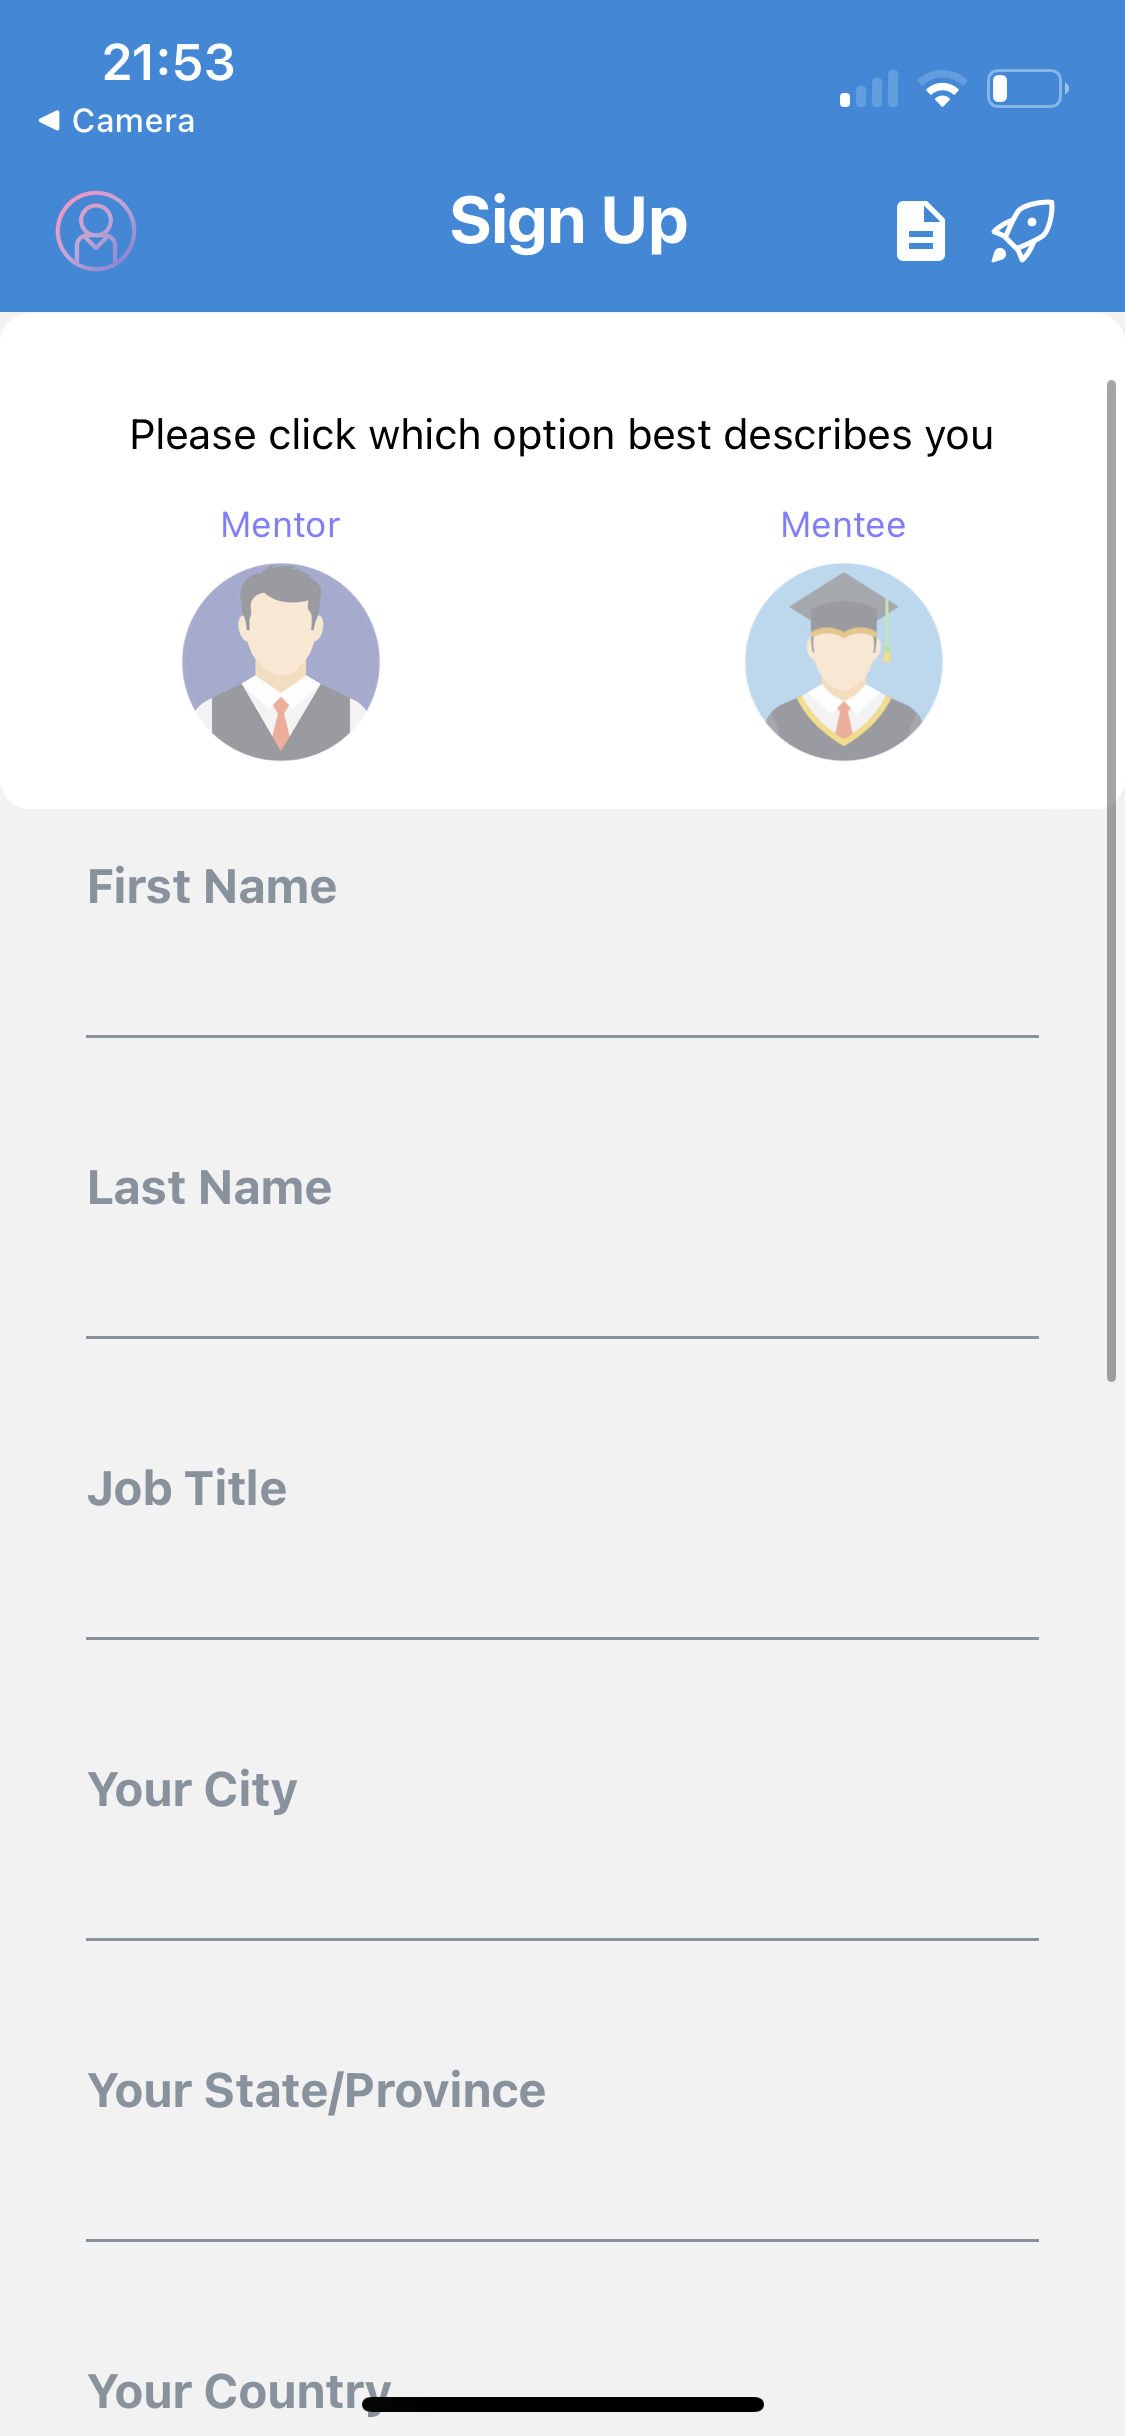 21:53
Camera
Sign Up
Please click which option best describes you
Mentor Mentee
First Name
Last Name
Job Title
Your City
Your State/Province
Your Country